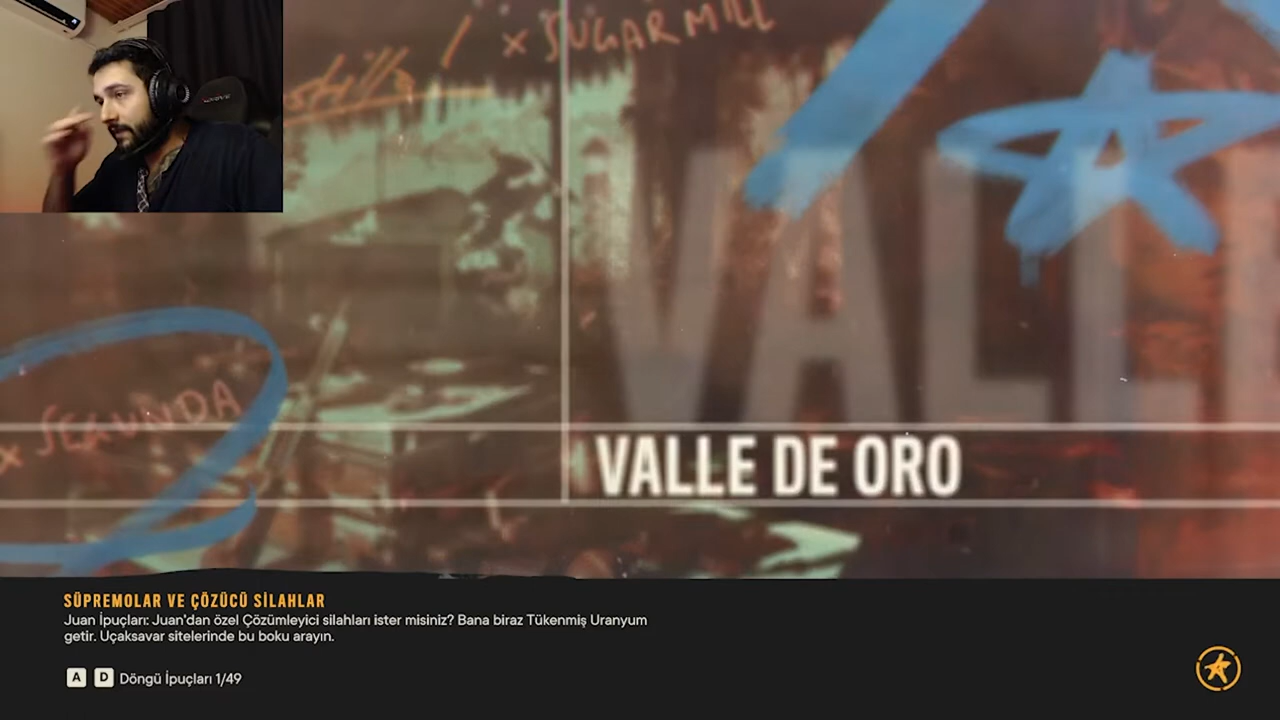 x SUGAR MILL
x SEGUNDA
VALLE
VALLE DE ORO
SÜPREMOLAR VE ÇÖZÜCÜ SİLAHLAR
Juan İpuçları: Juan'dan özel Çözümleyici silahları ister misiniz? Bana biraz Tükenmiş Uranyum
getir. Uçaksavar sitelerinde bu boku arayın.
A D Döngü İpuçları 1/49